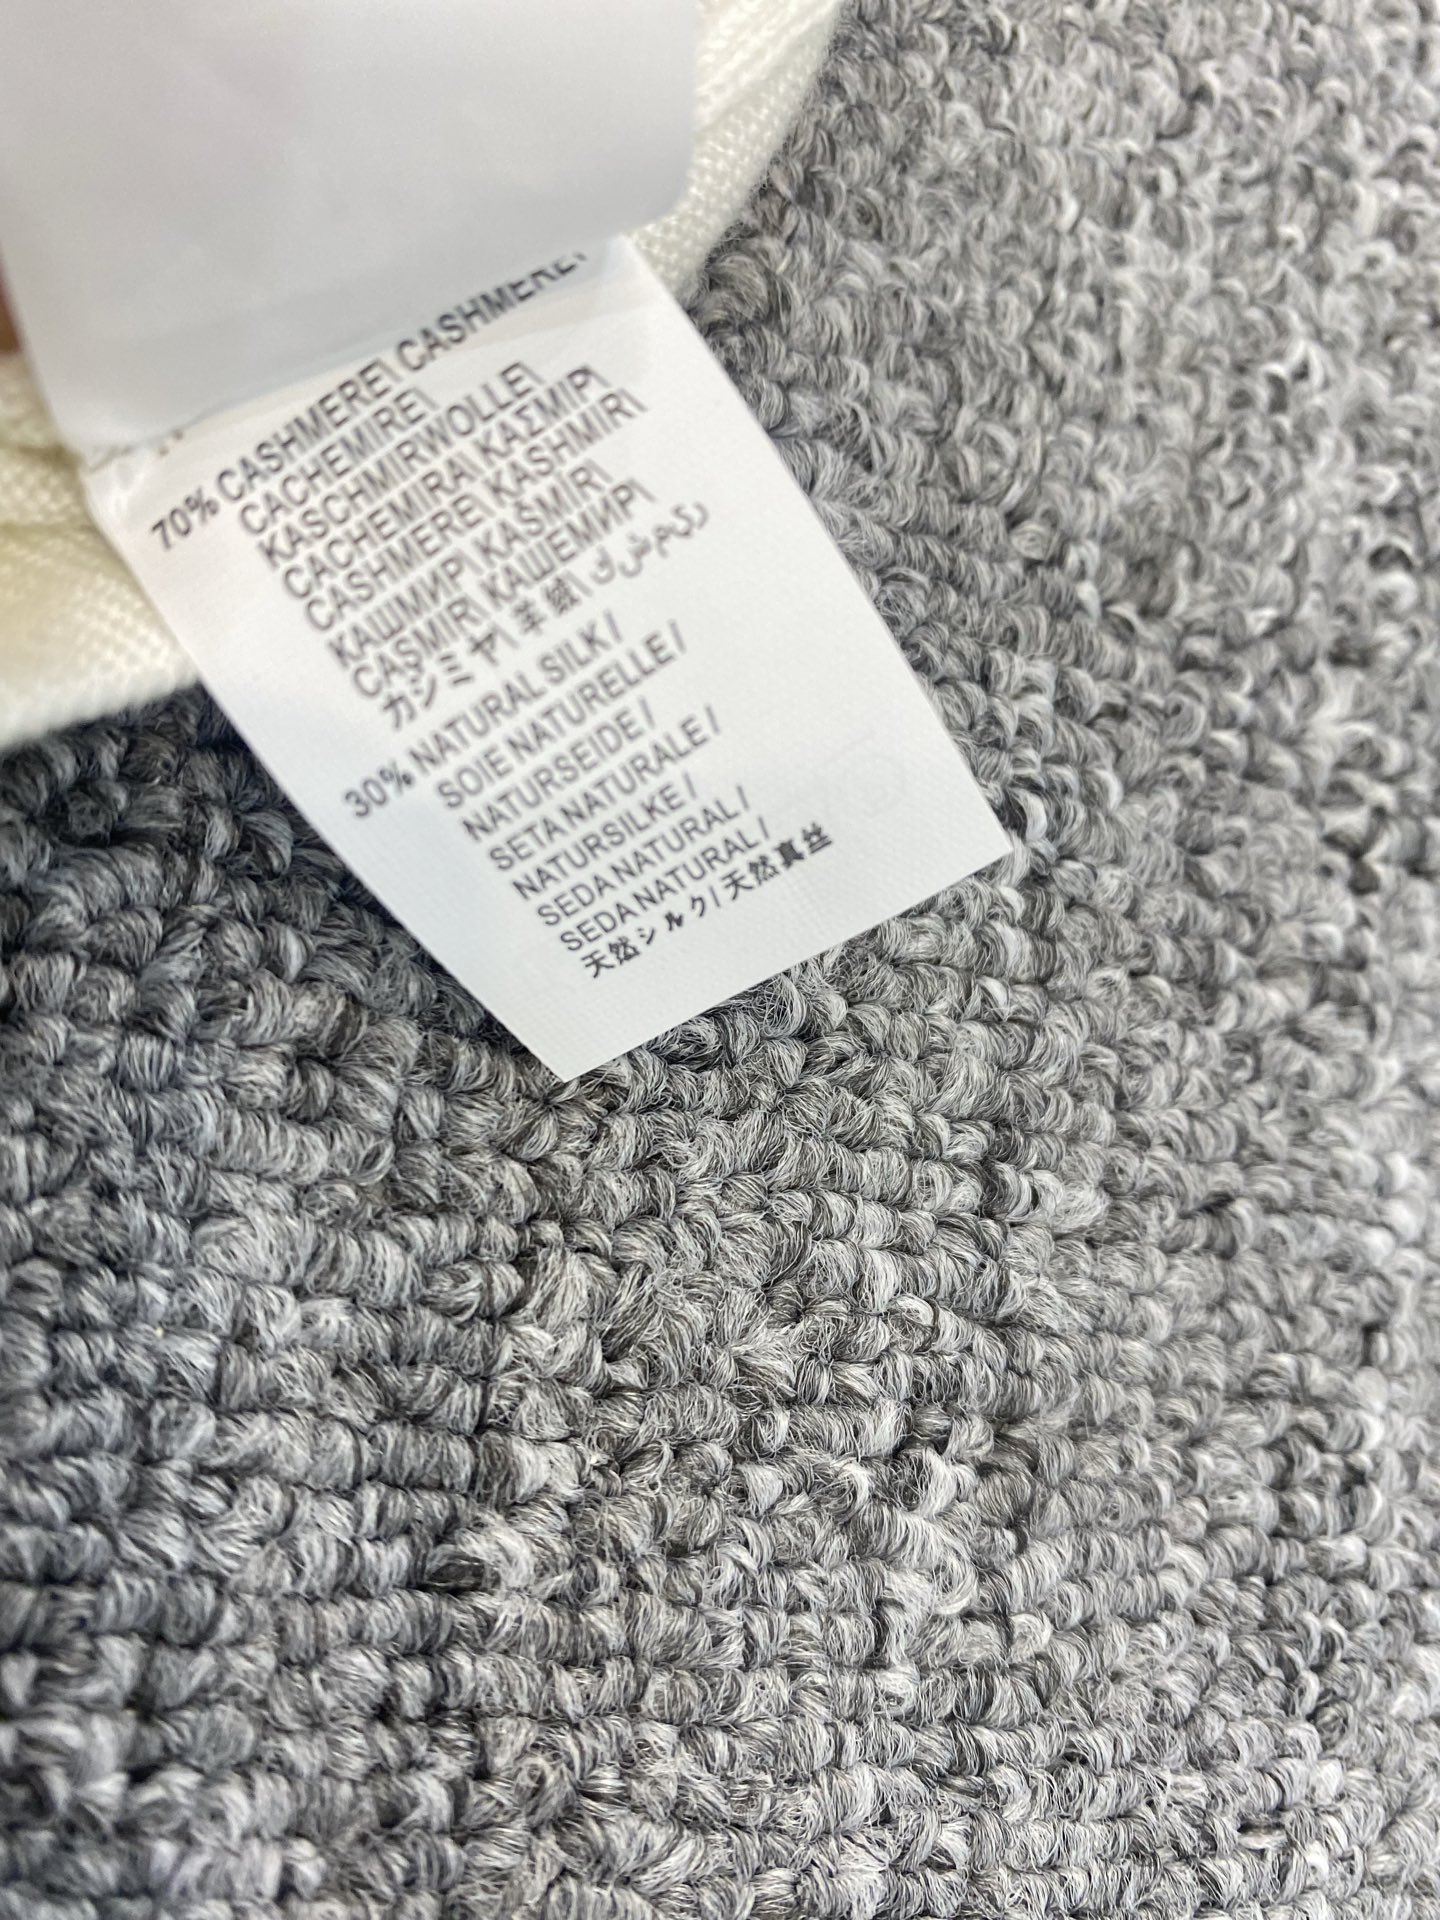 70% CASHMERE\ CASHMERE\
CACHEMIRE\
KASCHMIRWOLLE\
CACHEMIRA\ ΚΑΣΜΙΡ\
CASHMERE\ KASHMIR\
КАШМИР\ KAŠMIR\
CAŞMIR\ КАШЕМИР\
カシミヤ\ 羊绒\ ك ش م ي ر
30% NATURAL SILK /
SOIE NATURELLE /
NATURSEIDE /
SETA NATURALE /
NATURSILKE /
SEDA NATURAL /
SEDA NATURAL /
天然シルク / 天然真丝